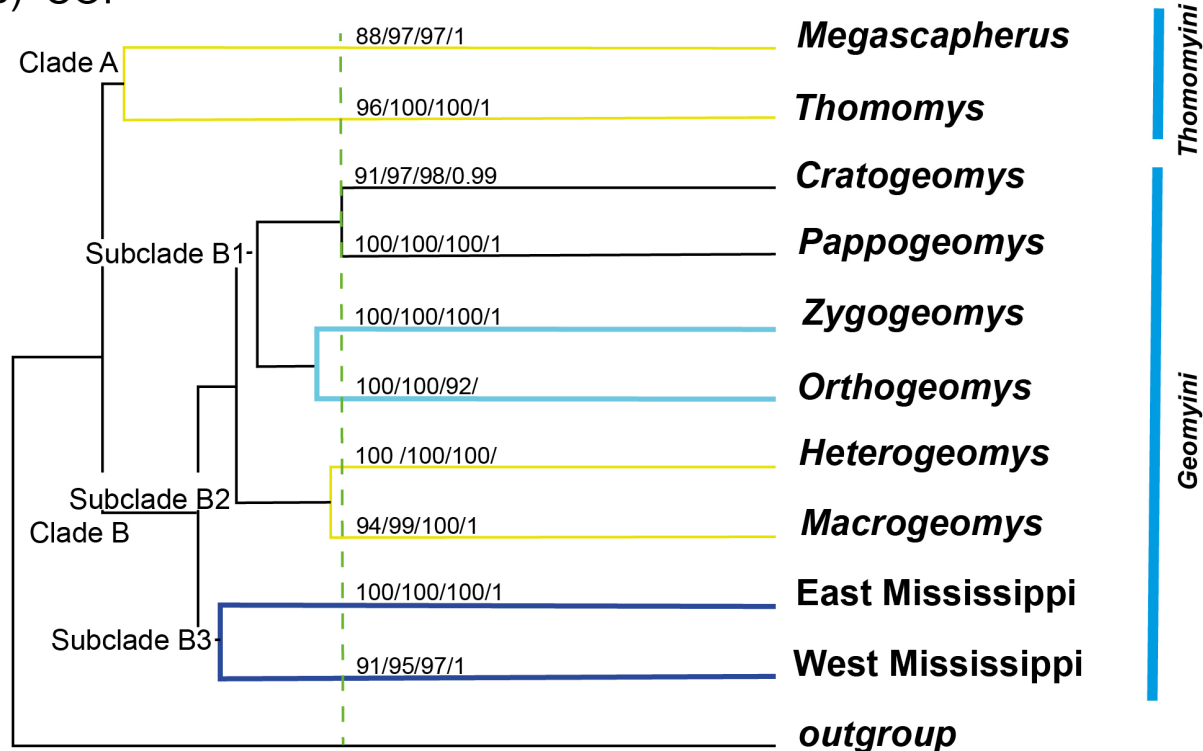 88/97/97/1
Megascapherus
Clade A
96/100/100/1
Thomomys
Thomomyini
91/97/98/0.99
Cratogeomys
Subclade B1
100/100/100/1
Pappogeomys
100/100/100/1
Zygogeomys
100/100/92/
Orthogeomys
Geomyini
100 /100/100/
Heterogeomys
Subclade B2
Clade B
94/99/100/1
Macrogeomys
100/100/100/1
East Mississippi
Subclade B3
91/95/97/1
West Mississippi
outgroup